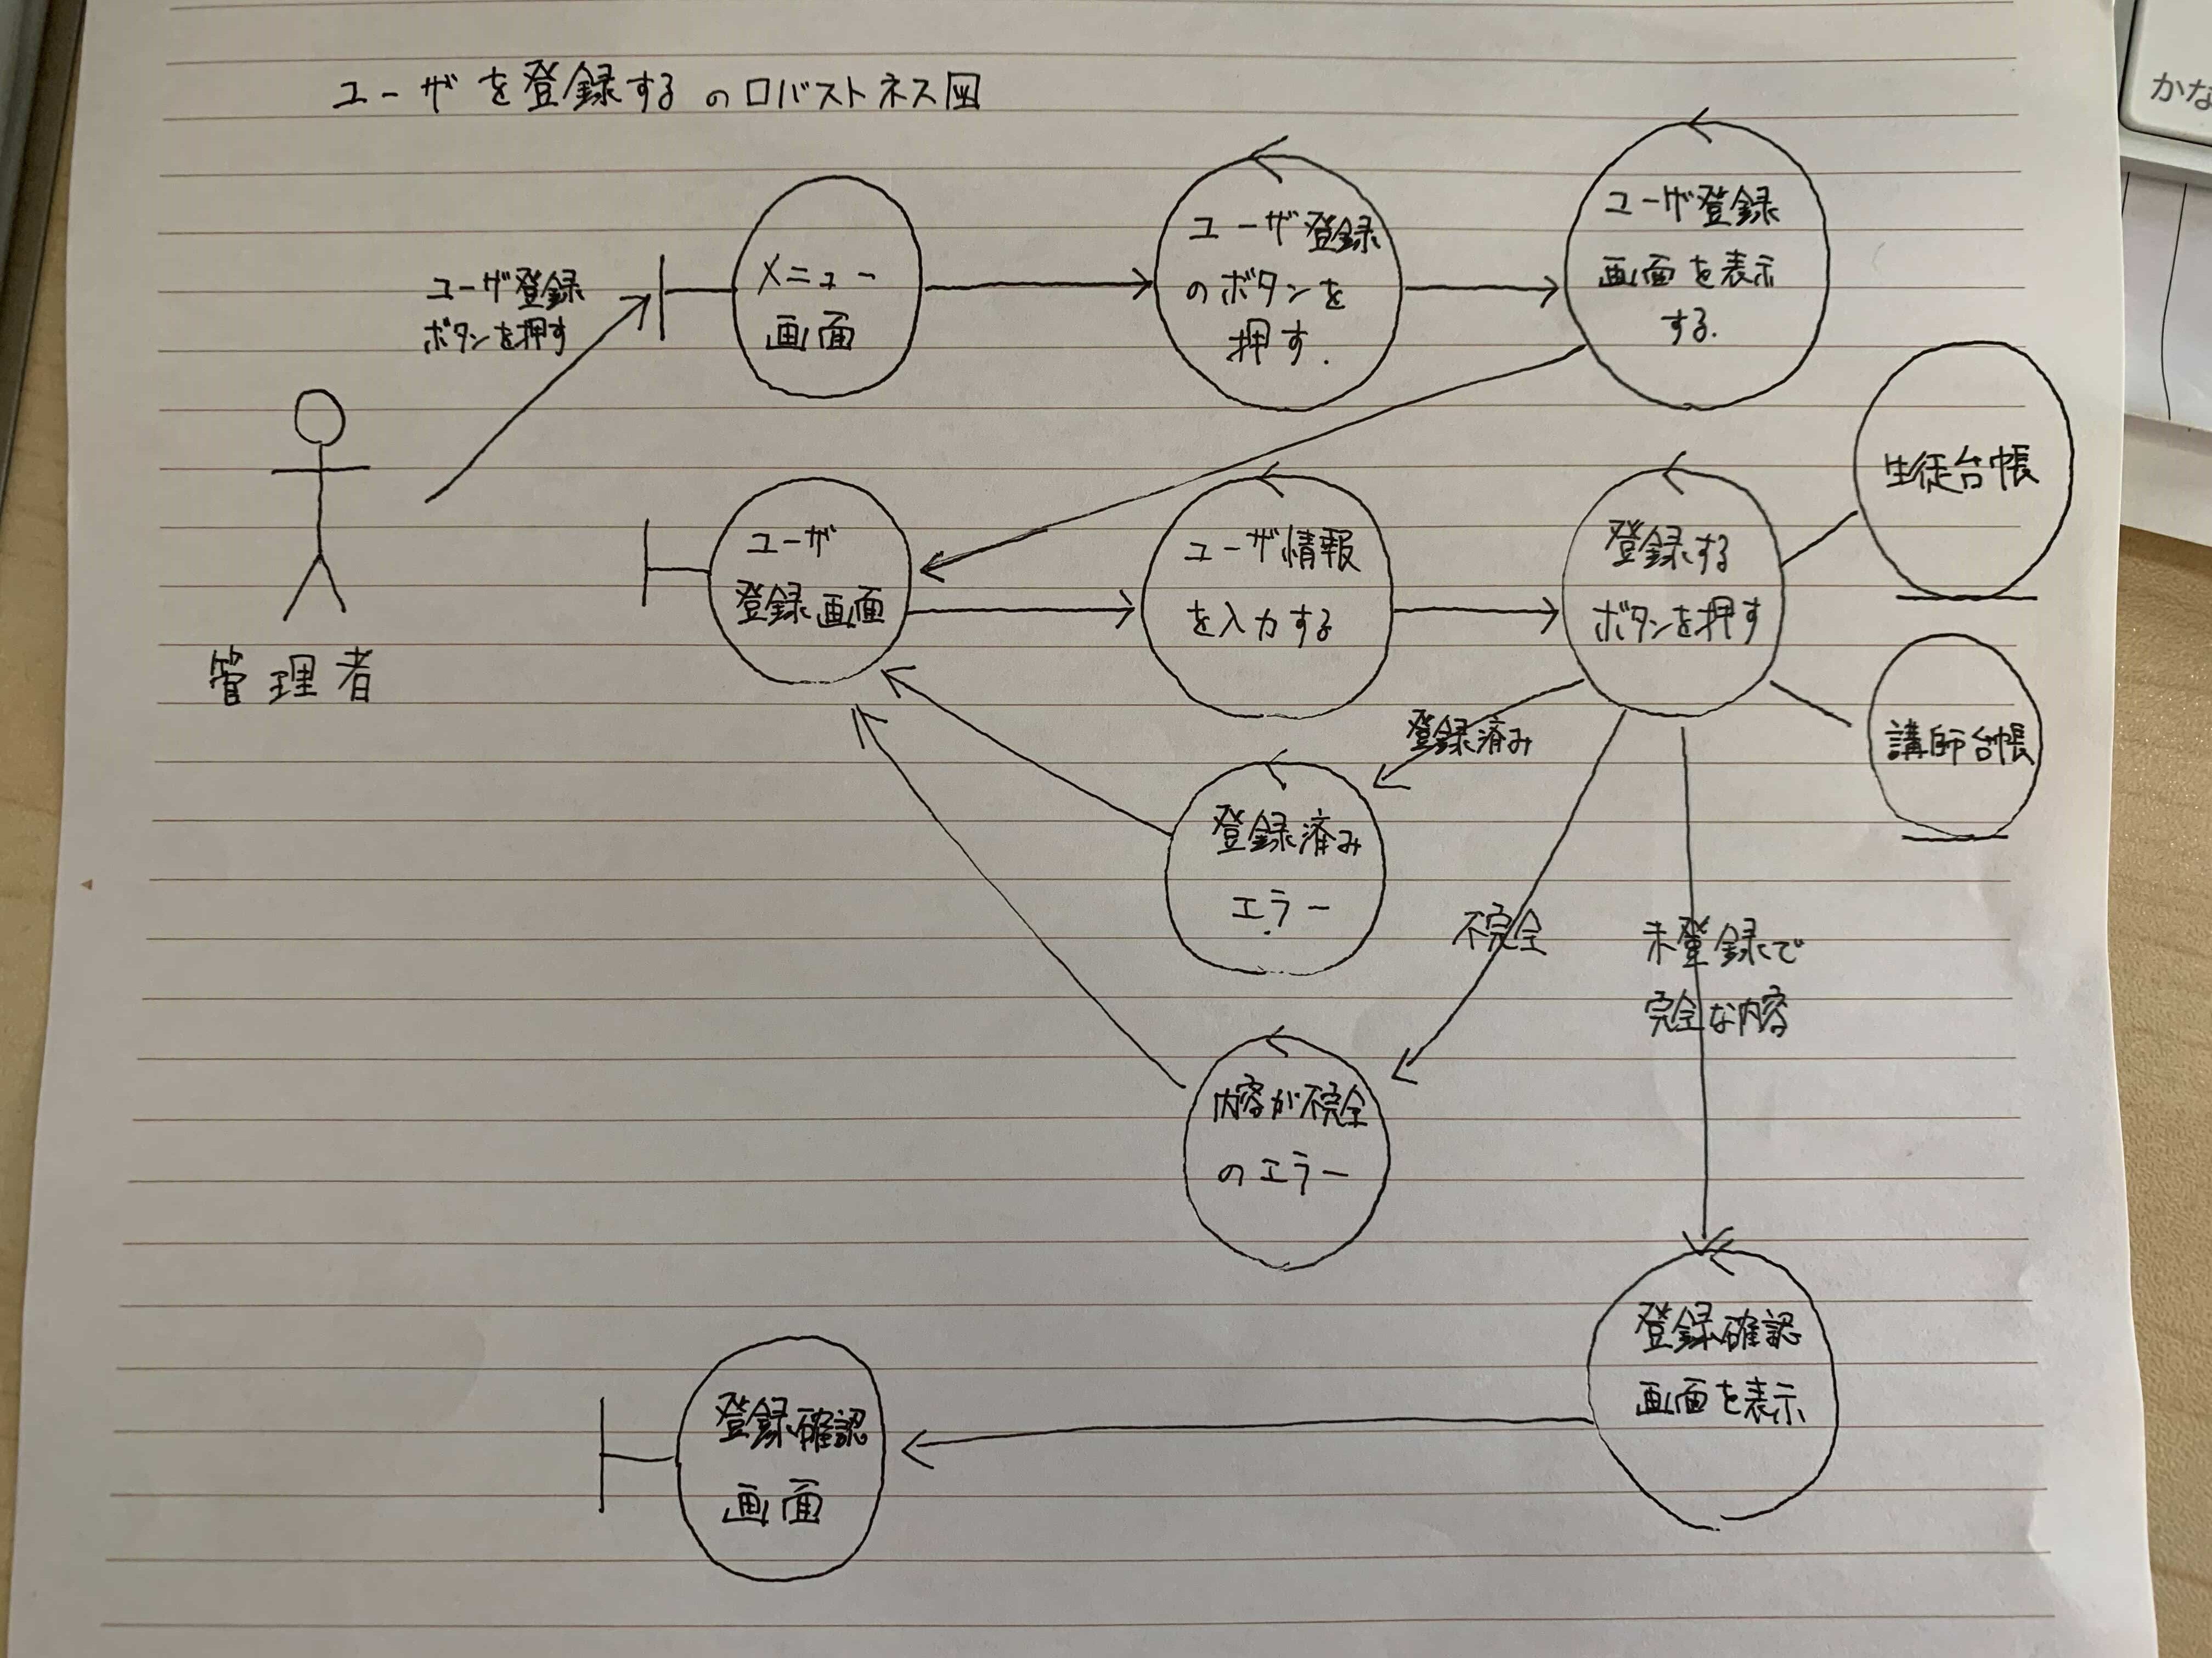 ユーザを登録するのロバストネス図
ユーザ登録
ボタンを押す
メニュー
画面
ユーザ登録
のボタンを
押す.
ユーザ登録
画面を表示
する.
管理者
ユーザ
登録画面
ユーザ情報
を入力する
登録する
ボタンを押す
生徒台帳
講師台帳
登録済み
登録済み
エラー
不完全
未登録で
完全な内容
内容が不完全
のエラー
登録確認
画面を表示
登録確認
画面
かな